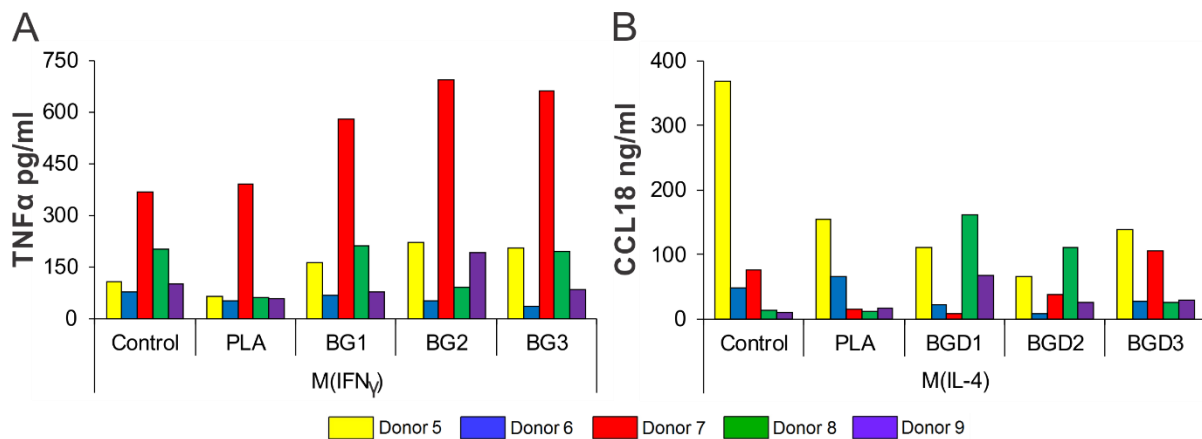 A
TNFα pg/ml
750
600
450
300
150
0
Control PLA BG1 BG2 BG3
M(IFNγ)
B
CCL18 ng/ml
400
300
200
100
0
Control PLA BGD1 BGD2 BGD3
M(IL-4)
Donor 5 Donor 6 Donor 7 Donor 8 Donor 9